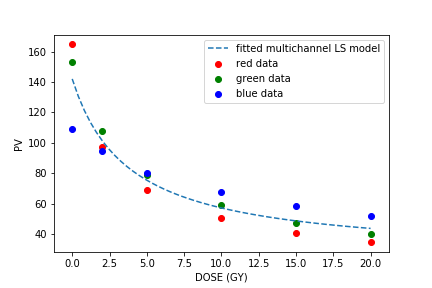 fitted multichannel LS model
red data
green data
blue data
160
140
120
100
80
60
40
PV
0.0 2.5 5.0 7.5 10.0 12.5 15.0 17.5 20.0
DOSE (GY)